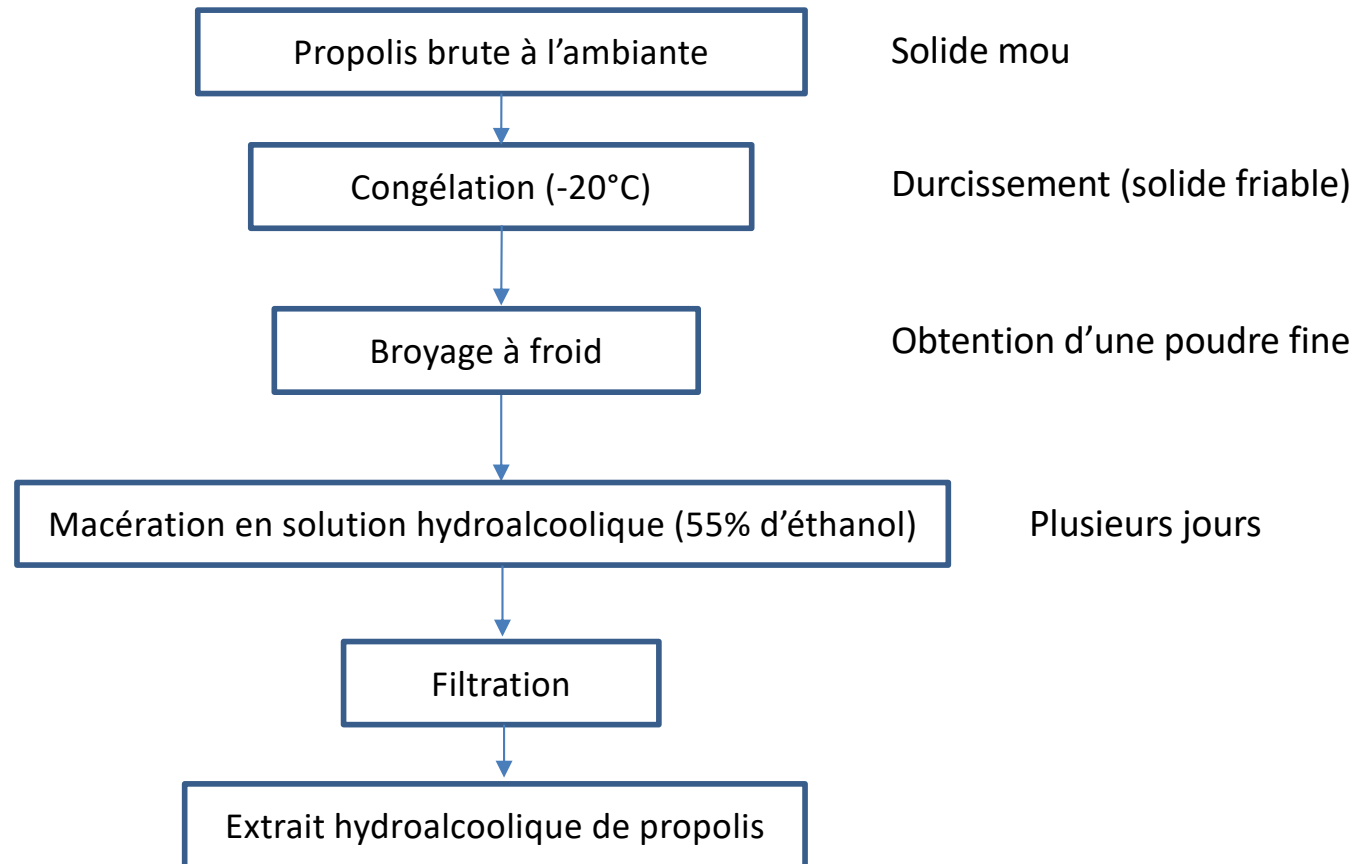 Propolis brute à l’ambiante
Solide mou
Congélation (-20°C)
Durcissement (solide friable)
Broyage à froid
Obtention d’une poudre fine
Macération en solution hydroalcoolique (55% d’éthanol)
Plusieurs jours
Filtration
Extrait hydroalcoolique de propolis